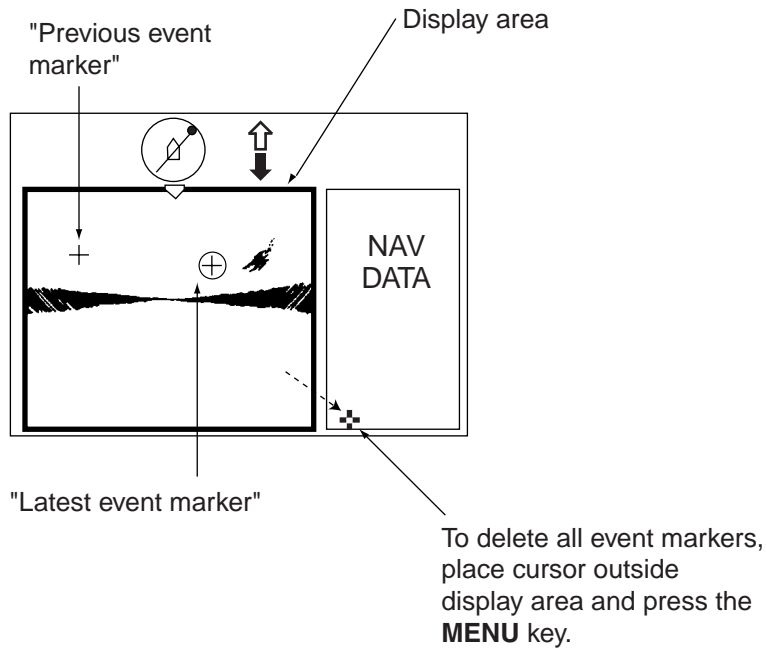 "Previous event
marker"
Display area
NAV
DATA
"Latest event marker"
To delete all event markers,
place cursor outside
display area and press the
MENU key.